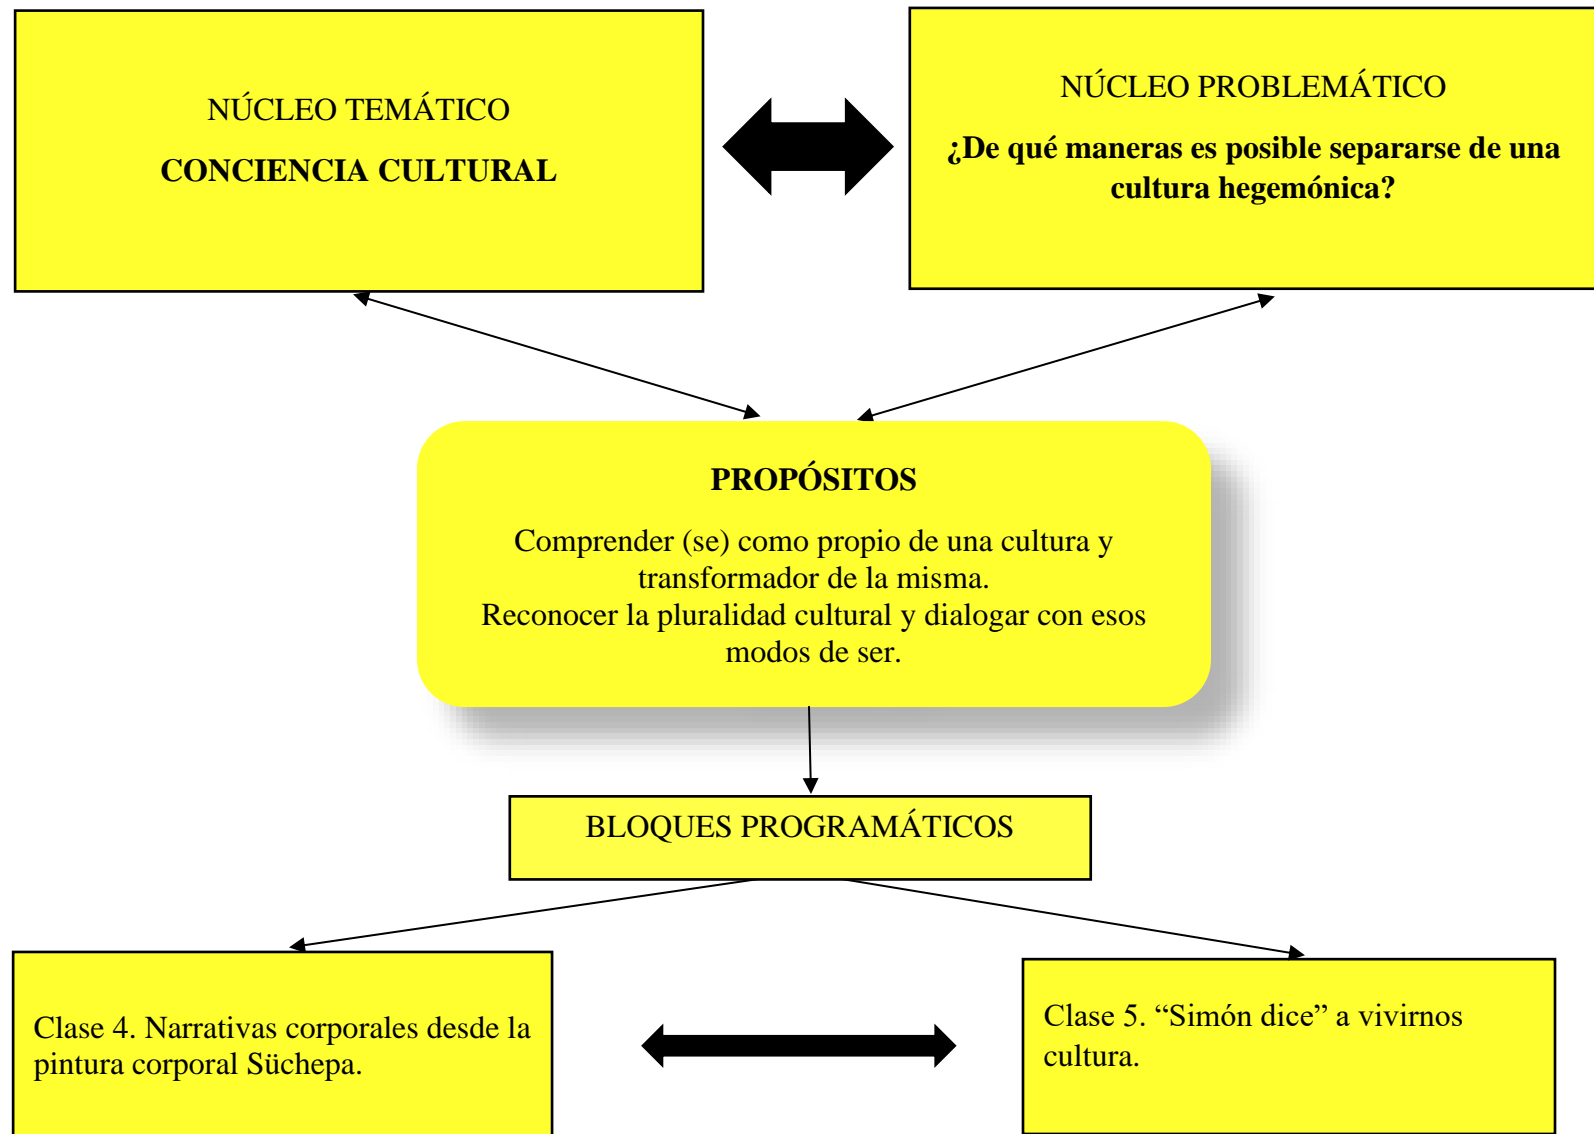 NÚCLEO TEMÁTICO
CONCIENCIA CULTURAL
NÚCLEO PROBLEMÁTICO
¿De qué maneras es posible separarse de una
cultura hegemónica?
PROPÓSITOS
Comprender (se) como propio de una cultura y
transformador de la misma.
Reconocer la pluralidad cultural y dialogar con esos
modos de ser.
BLOQUES PROGRAMÁTICOS
Clase 4. Narrativas corporales desde la
pintura corporal Süchepa.
Clase 5. “Simón dice” a vivirnos
cultura.